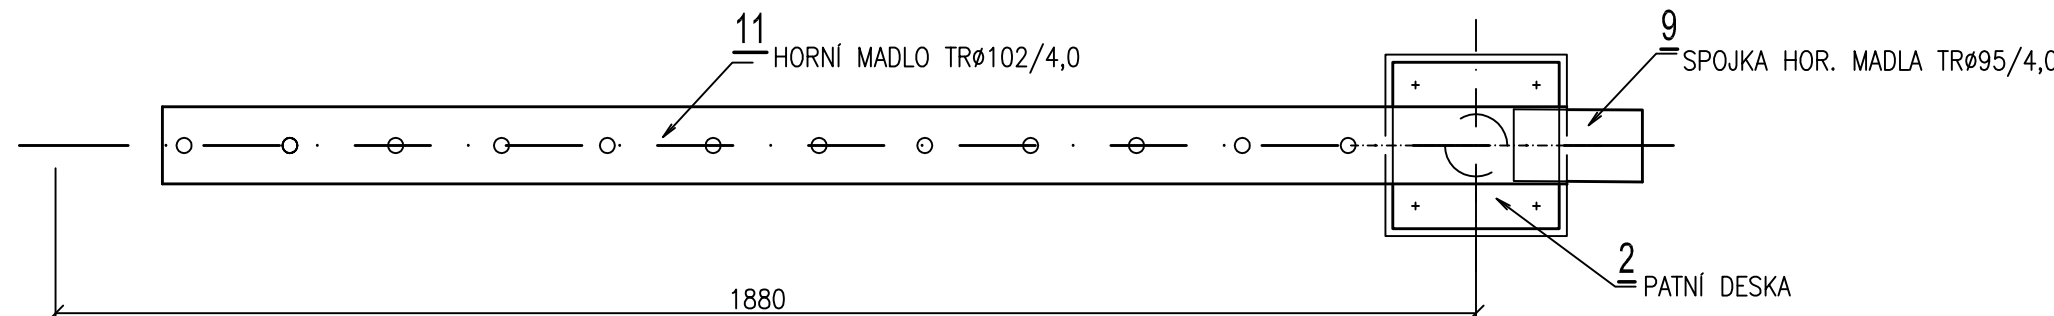 11
HORNÍ MADLO TRø102/4,0
9
SPOJKA HOR. MADLA TRø95/4,0
2
PATNÍ DESKA
1880